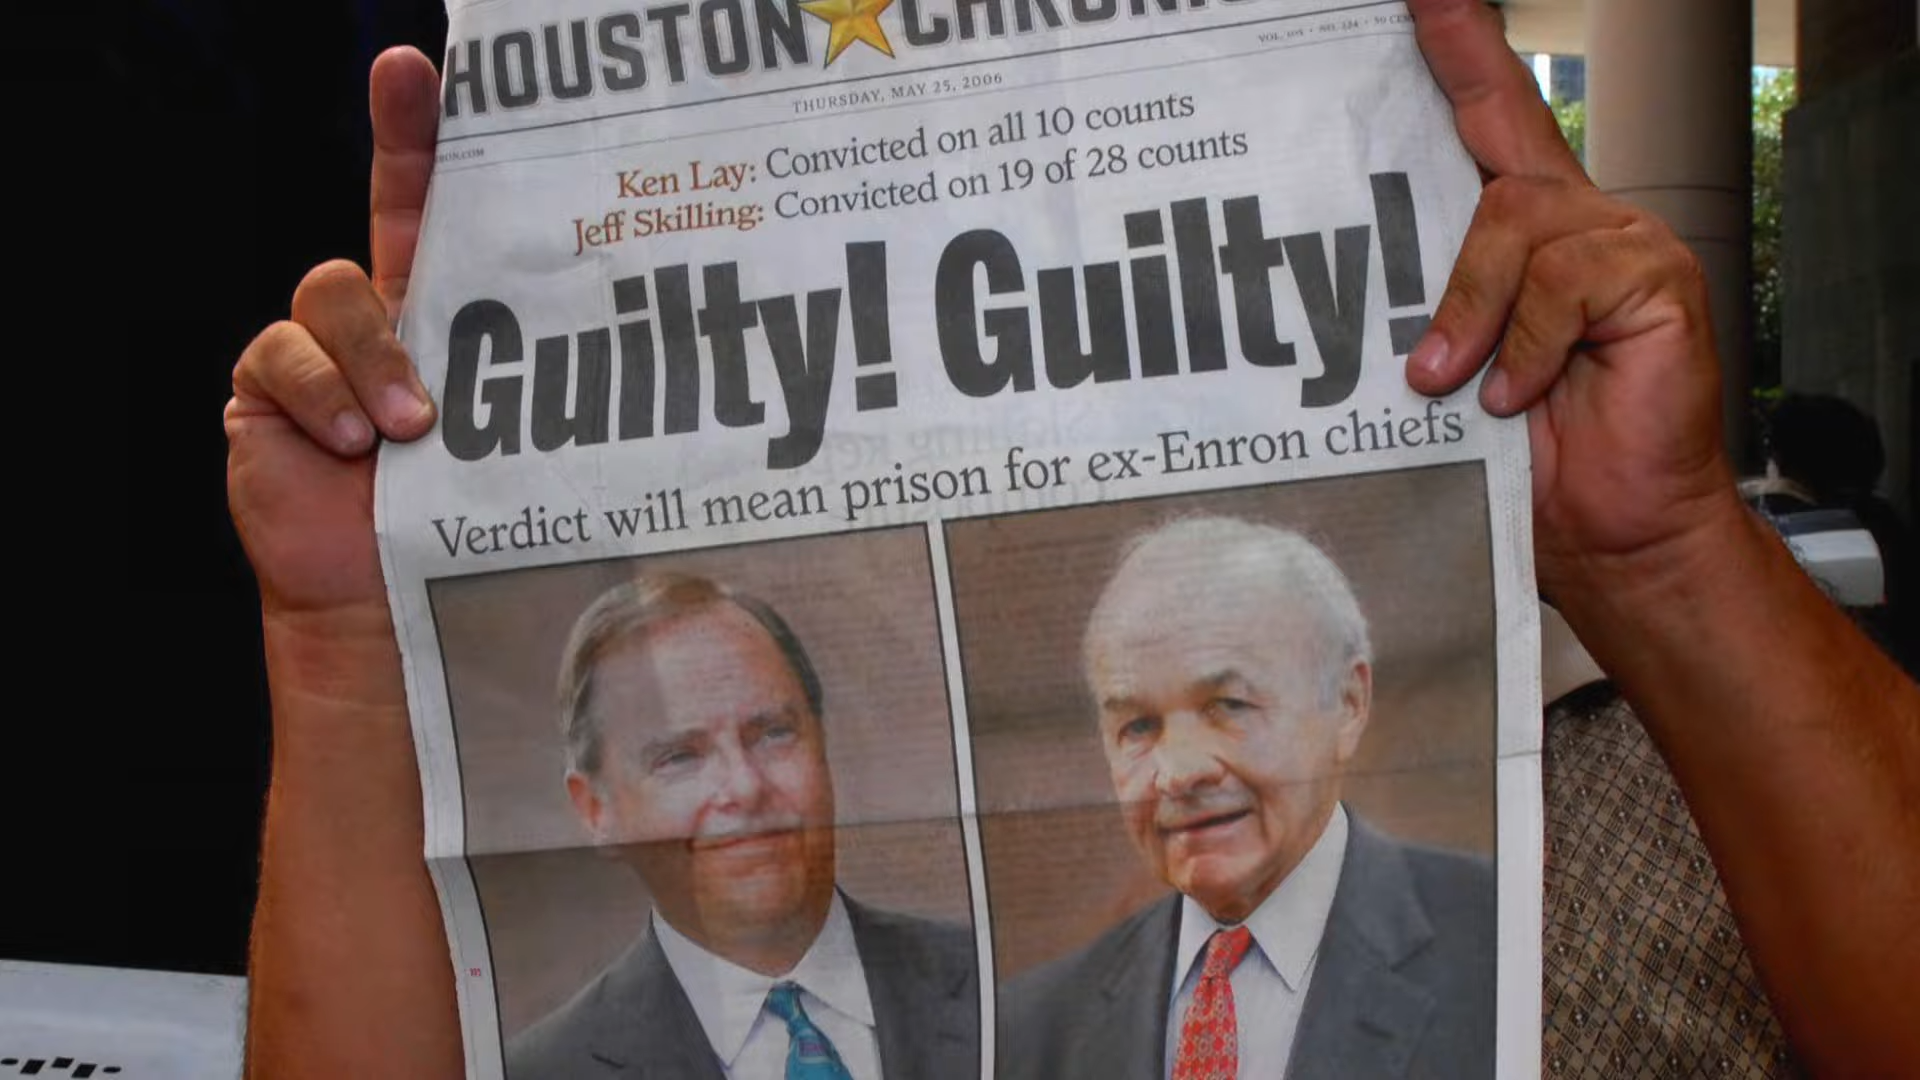 HOUSTON CHRONI
THURSDAY, MAY 25, 2006
Ken Lay: Convicted on all 10 counts
Jeff Skilling: Convicted on 19 of 28 counts
Guilty! Guilty!
Verdict will mean prison for ex-Enron chiefs